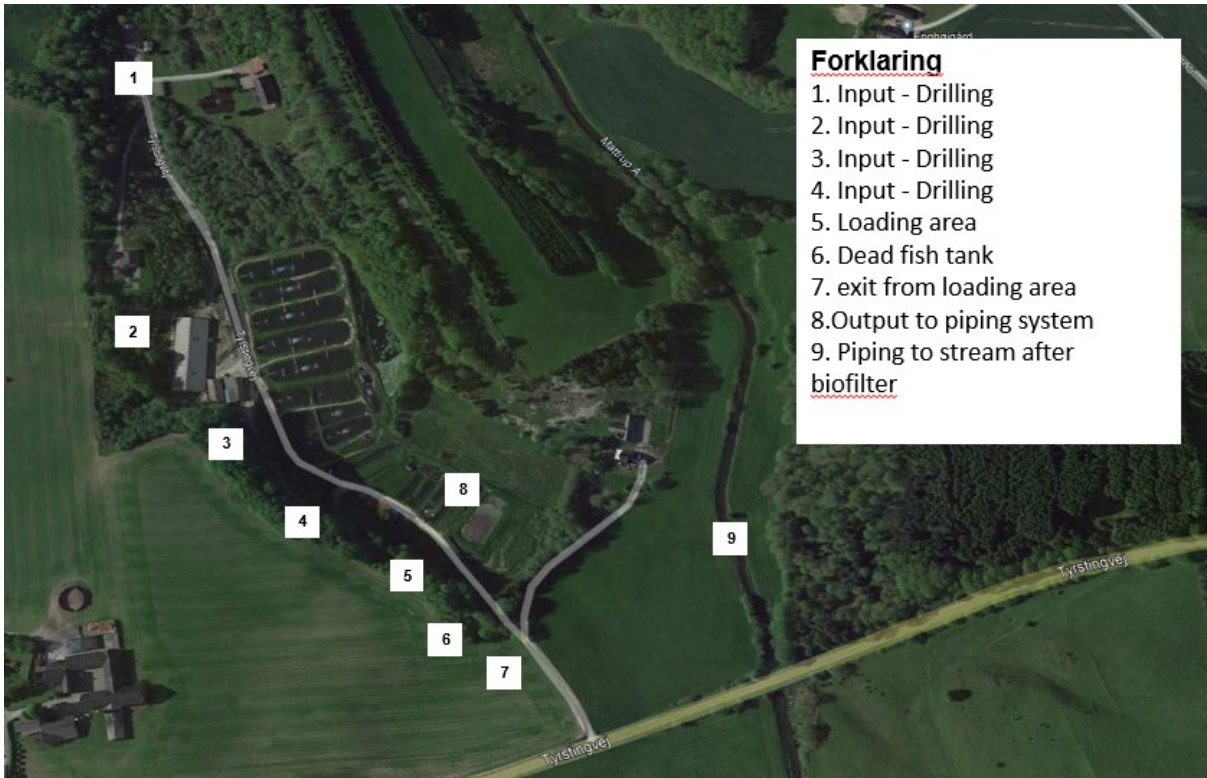 Enghøjgård
Forklaring
1. Input - Drilling
2. Input - Drilling
3. Input - Drilling
4. Input - Drilling
5. Loading area
6. Dead fish tank
7. exit from loading area
8.Output to piping system
9. Piping to stream after
biofilter
1
Tyrstingvej
Mattrup Å
2
Tyrstingvej
3
8
4
9
5
Tyrstingvej
6
7
Tyrstingvej